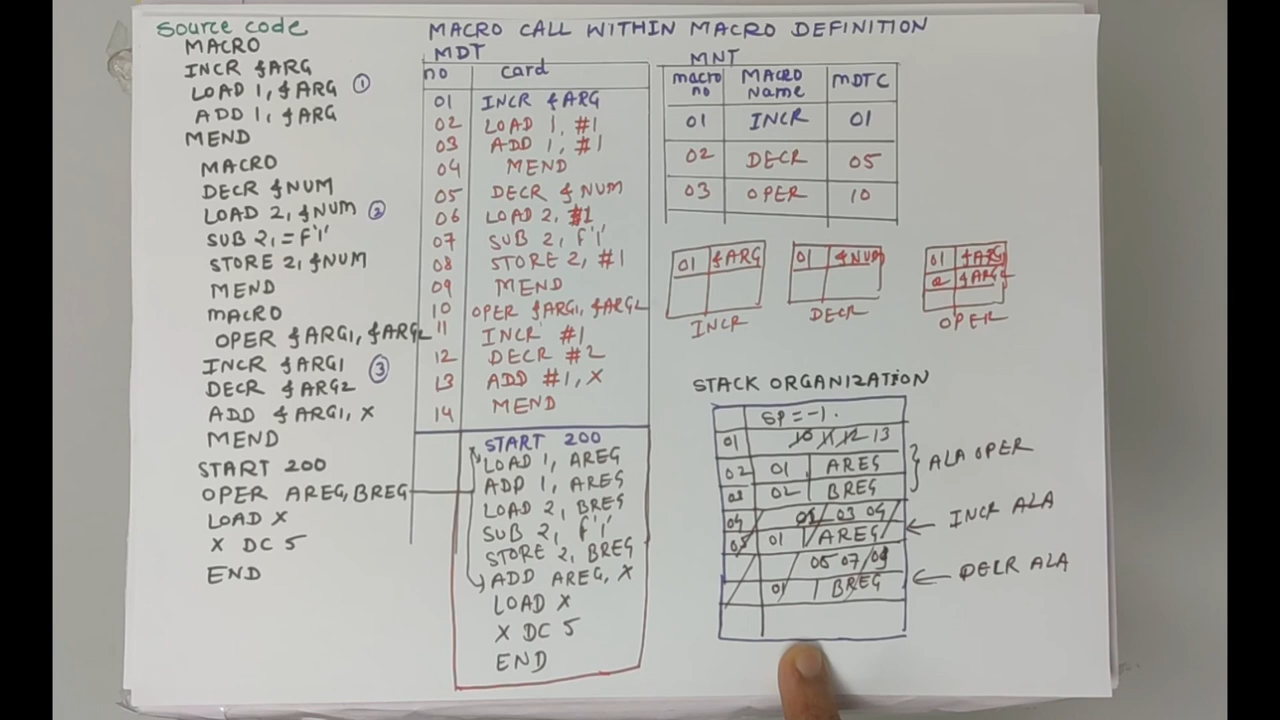 Source code
MACRO
INCR &ARG
LOAD 1, &ARG ①
ADD 1, &ARG
MEND
MACRO
DECR &NUM
LOAD 2, &NUM ②
SUB 2, =F'1'
STORE 2, &NUM
MEND
MACRO
OPER &ARG1, &ARG2
INCR &ARG1
DECR &ARG2 ③
ADD &ARG1, X
MEND
START 200
OPER AREG, BREG
LOAD X
X DC 5
END
MACRO CALL WITHIN MACRO DEFINITION
MDT
no card
01 INCR &ARG
02 LOAD 1, #1
03 ADD 1, #1
04 MEND
05 DECR &NUM
06 LOAD 2, #1
07 SUB 2, F'1'
08 STORE 2, #1
09 MEND
10 OPER &ARG1, &ARG2
11 INCR #1
12 DECR #2
13 ADD #1, X
14 MEND
START 200
LOAD 1, AREG
ADD 1, AREG
LOAD 2, BREG
SUB 2, F'1'
STORE 2, BREG
ADD AREG, X
LOAD X
X DC 5
END
MNT
macro no MACRO Name MDTC
01 INCR 01
02 DECR 05
03 OPER 10
01 &ARG
INCR
01 &NUM
DECR
01 &ARG1
2 &ARG2
OPER
STACK ORGANIZATION
SP = -1.
01 10 11 12 13
02 01 AREG
03 02 BREG
ALA OPER
04 03 04
05 01 AREG
INCR ALA
05 07
01 BREG
DECR ALA